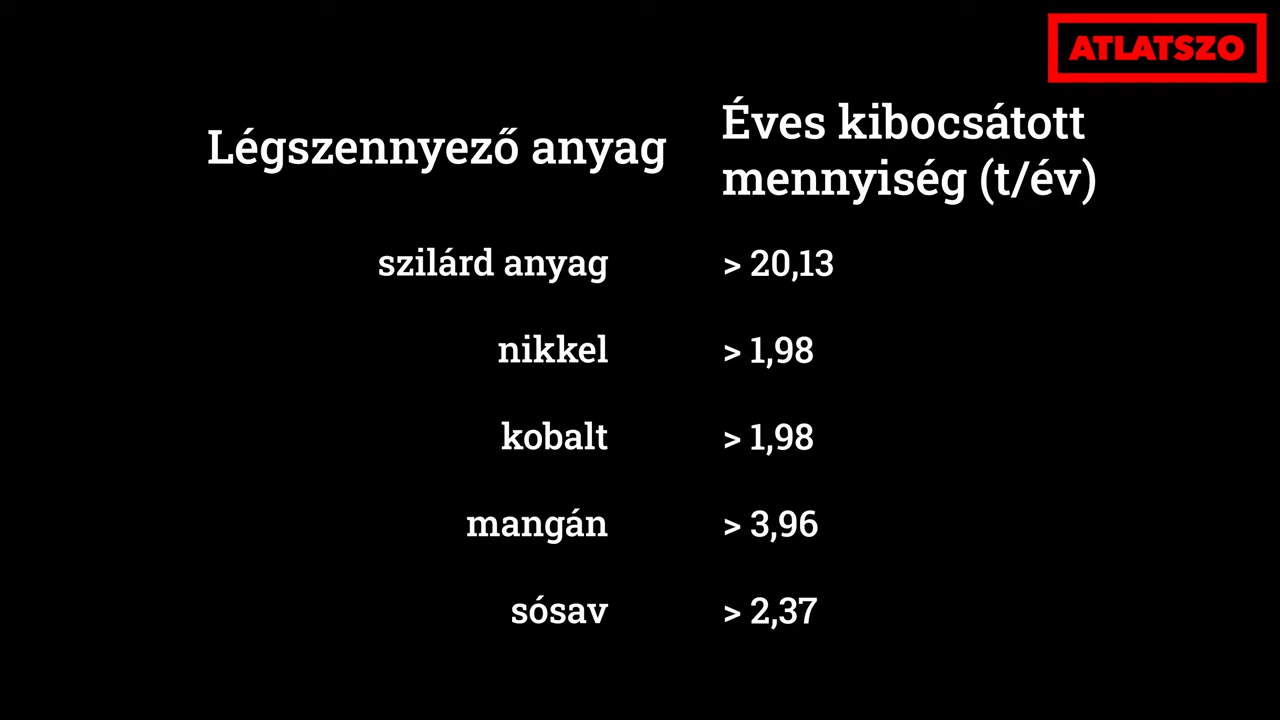 ATLATSZO
Légszennyező anyag
Éves kibocsátott
mennyiség (t/év)
szilárd anyag > 20,13
nikkel > 1,98
kobalt > 1,98
mangán > 3,96
sósav > 2,37